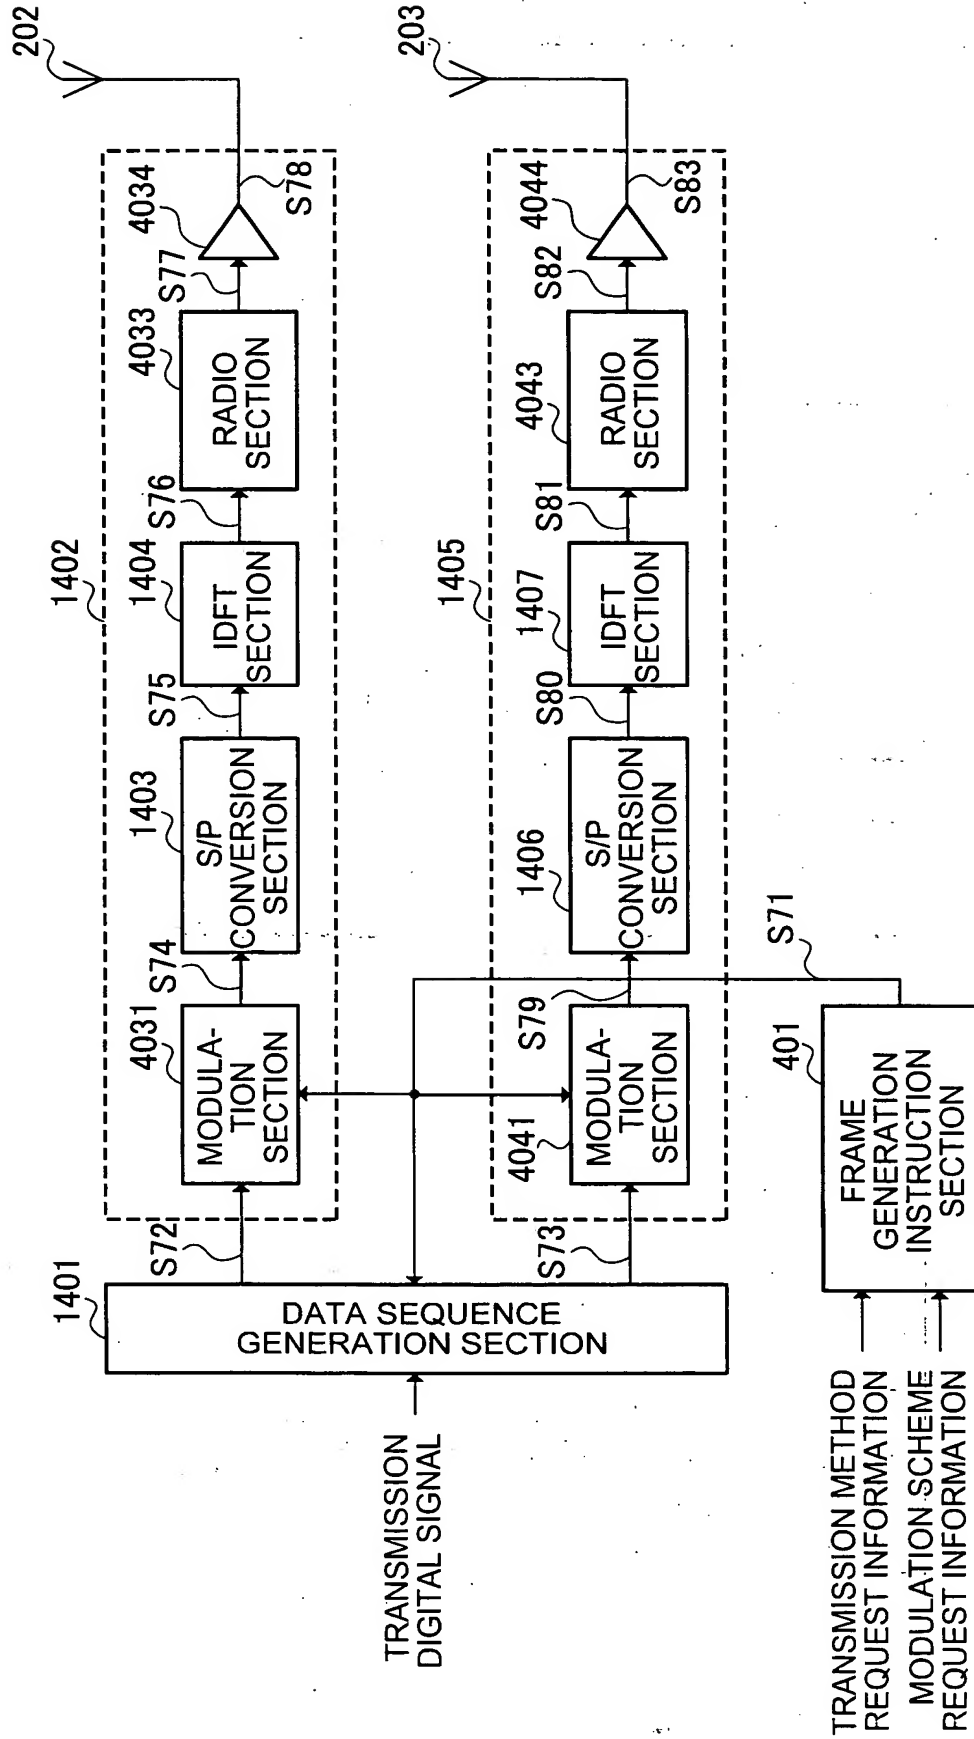 202
1402
4034
4033
1404
1403
4031
S78
S77
RADIO
SECTION
S76
IDFT
SECTION
S75
S/P
CONVERSION
SECTION
S74
MODULA-
TION
SECTION
S72
1401
DATA SEQUENCE
GENERATION SECTION
TRANSMISSION
DIGITAL SIGNAL
203
1405
4044
4043
1407
1406
4041
S83
S82
RADIO
SECTION
S81
IDFT
SECTION
S80
S/P
CONVERSION
SECTION
S79
MODULA-
TION
SECTION
S73
S71
401
FRAME
GENERATION
INSTRUCTION
SECTION
TRANSMISSION METHOD
REQUEST INFORMATION
MODULATION SCHEME
REQUEST INFORMATION